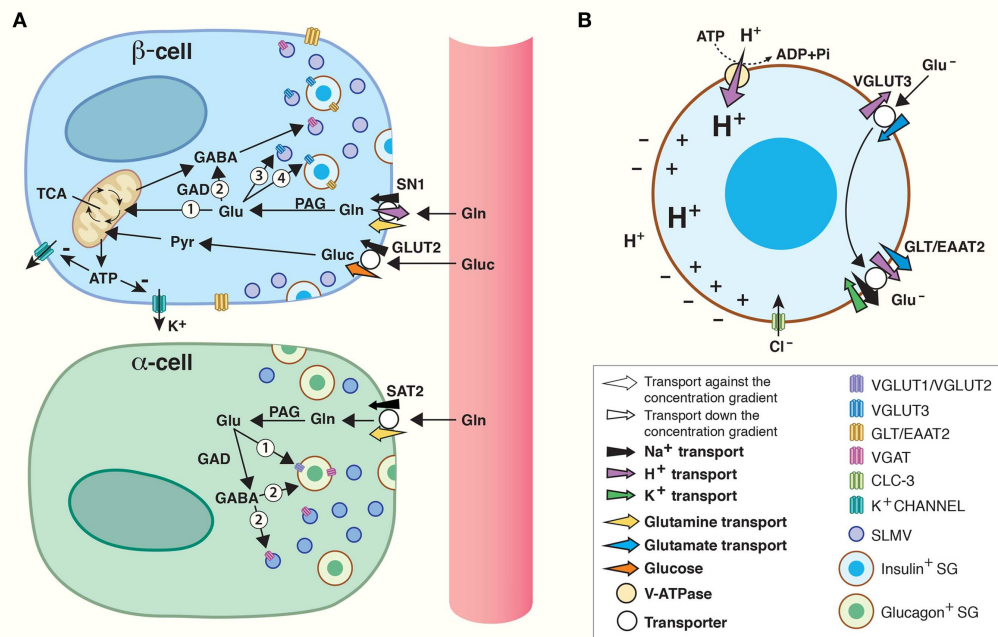 A
β-cell
TCA
GABA
GAD
2
3
4
1
Glu
PAG
Gln
SN1
Gln
Pyr
Gluc
GLUT2
Gluc
ATP
-
-
K+
α-cell
SAT2
Glu
PAG
Gln
Gln
1
GAD
GABA
2
2
B
ATP
H+
ADP+Pi
VGLUT3
Glu−
H+
− +
− +
H+
H+
+
− +
− +
− +
−
GLT/EAAT2
Glu−
Cl−
Transport against the
concentration gradient
Transport down the
concentration gradient
Na+ transport
H+ transport
K+ transport
Glutamine transport
Glutamate transport
Glucose
V-ATPase
Transporter
VGLUT1/VGLUT2
VGLUT3
GLT/EAAT2
VGAT
CLC-3
K+CHANNEL
SLMV
Insulin+ SG
Glucagon+ SG